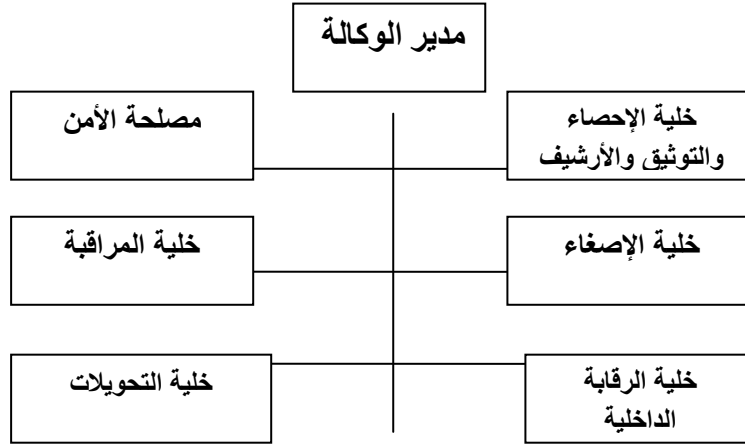 مدير الوكالة
خلية الإحصاء
والتوثيق والأرشيف
مصلحة الأمن
خلية الإصغاء
خلية المراقبة
خلية الرقابة
الداخلية
خلية التحويلات